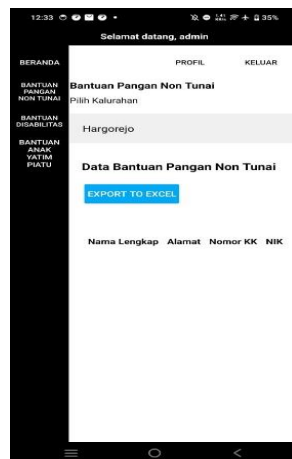 12:33
35%
Selamat datang, admin
BERANDA
PROFIL
KELUAR
BANTUAN
PANGAN
NON TUNAI
BANTUAN
DISABILITAS
BANTUAN
ANAK
YATIM
PIATU
Bantuan Pangan Non Tunai
Pilih Kalurahan
Hargorejo
Data Bantuan Pangan Non Tunai
EXPORT TO EXCEL
Nama Lengkap Alamat Nomor KK NIK